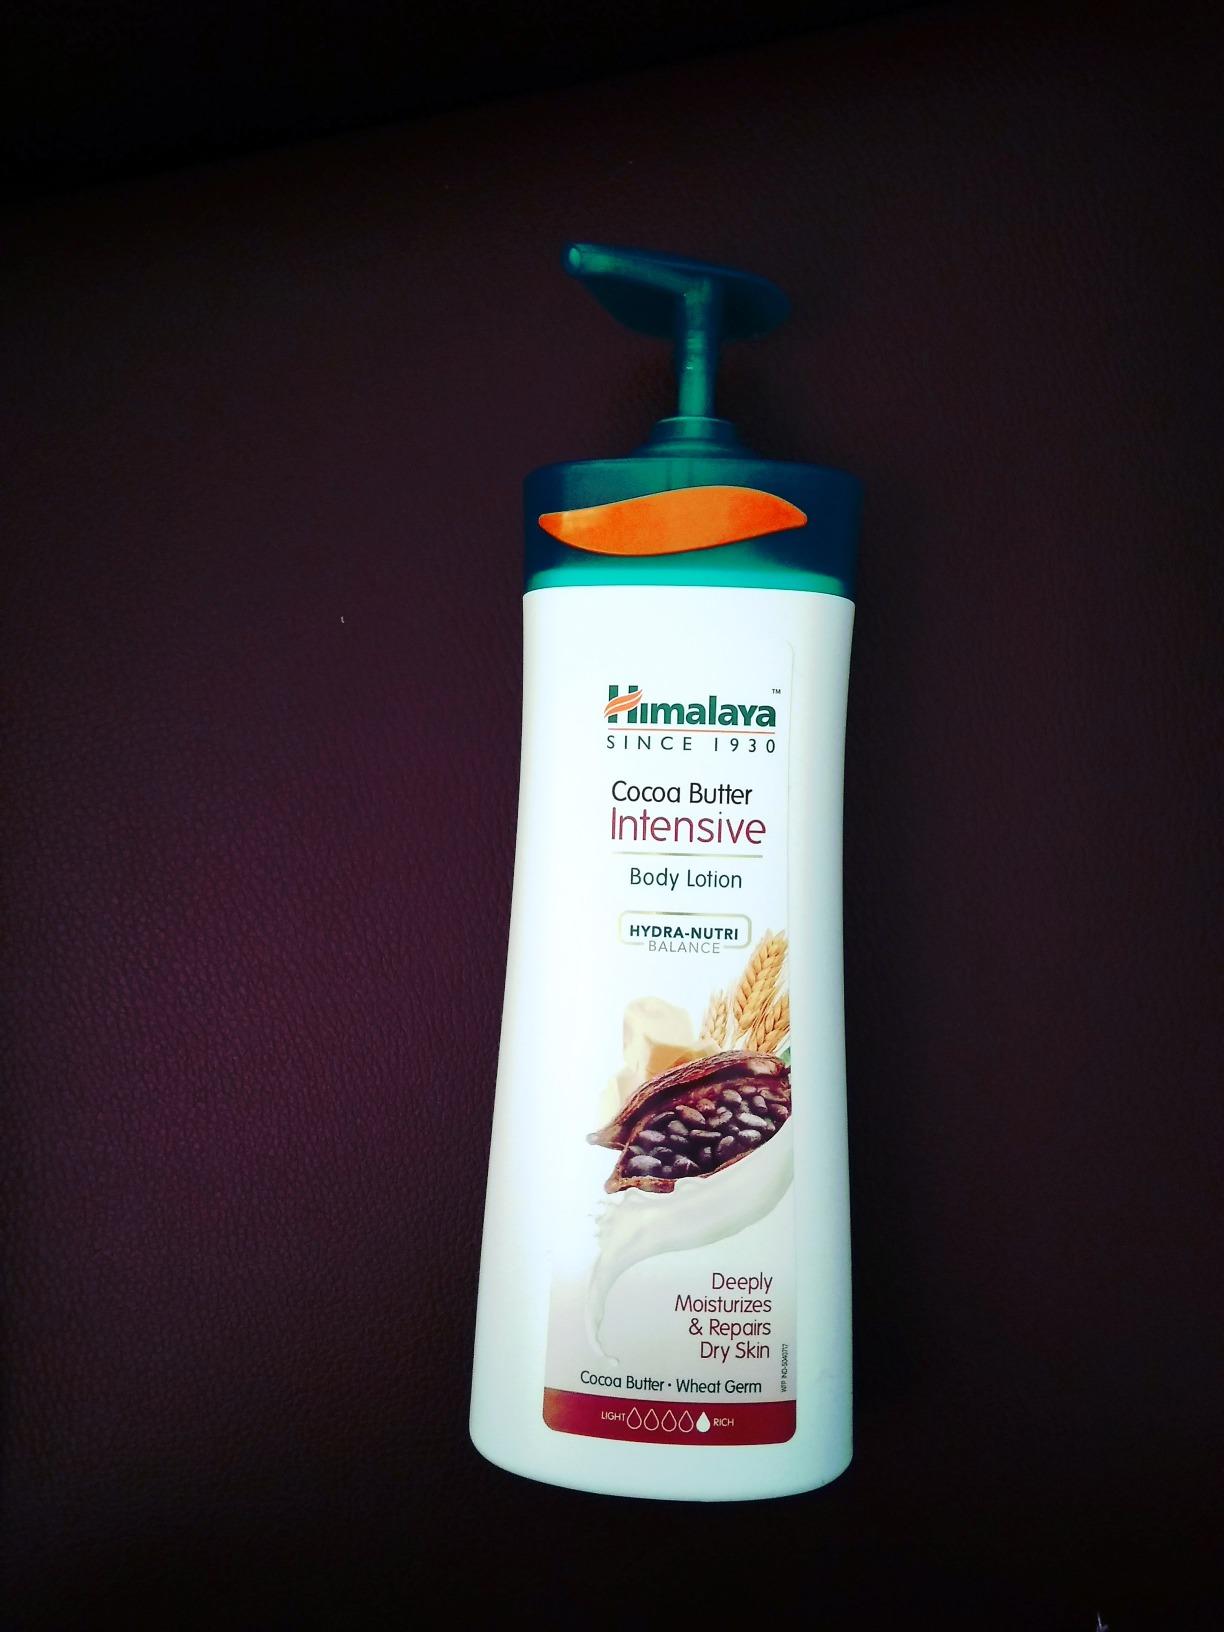 Himalaya™
SINCE 1930
Cocoa Butter
Intensive
Body Lotion
HYDRA-NUTRI
BALANCE
Deeply
Moisturizes
& Repairs
Dry Skin
Cocoa Butter • Wheat Germ
LIGHT RICH